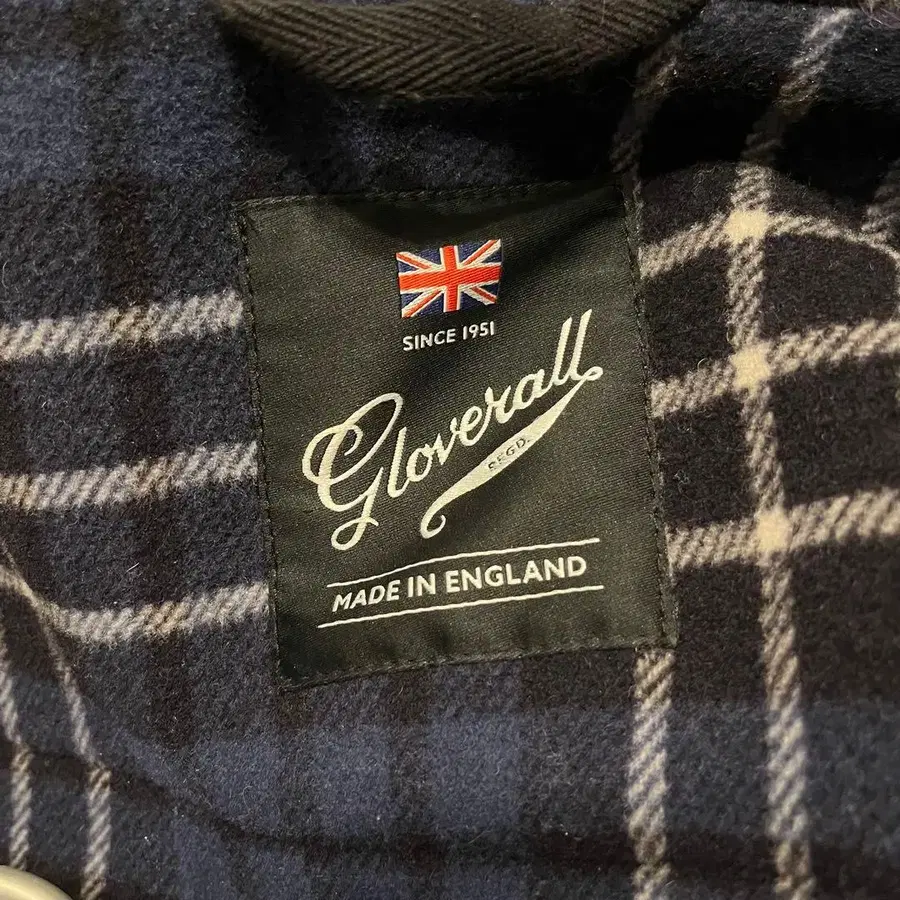 SINCE 1951
Gloverall
REGD.
MADE IN ENGLAND